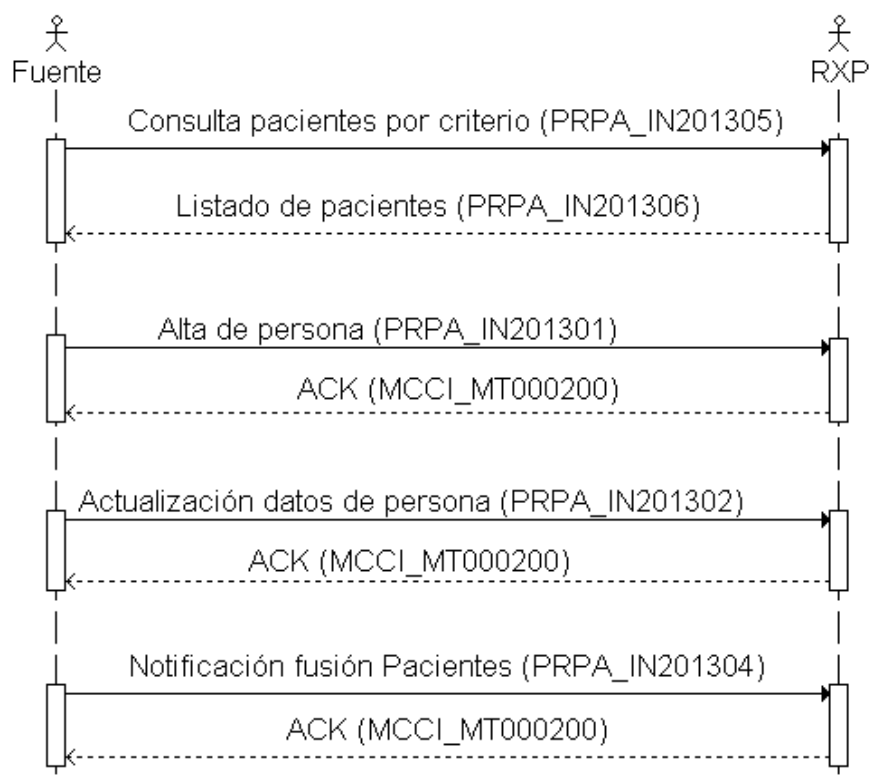 Fuente
RXP
Consulta pacientes por criterio (PRPA_IN201305)
Listado de pacientes (PRPA_IN201306)
Alta de persona (PRPA_IN201301)
ACK (MCCI_MT000200)
Actualización datos de persona (PRPA_IN201302)
ACK (MCCI_MT000200)
Notificación fusión Pacientes (PRPA_IN201304)
ACK (MCCI_MT000200)